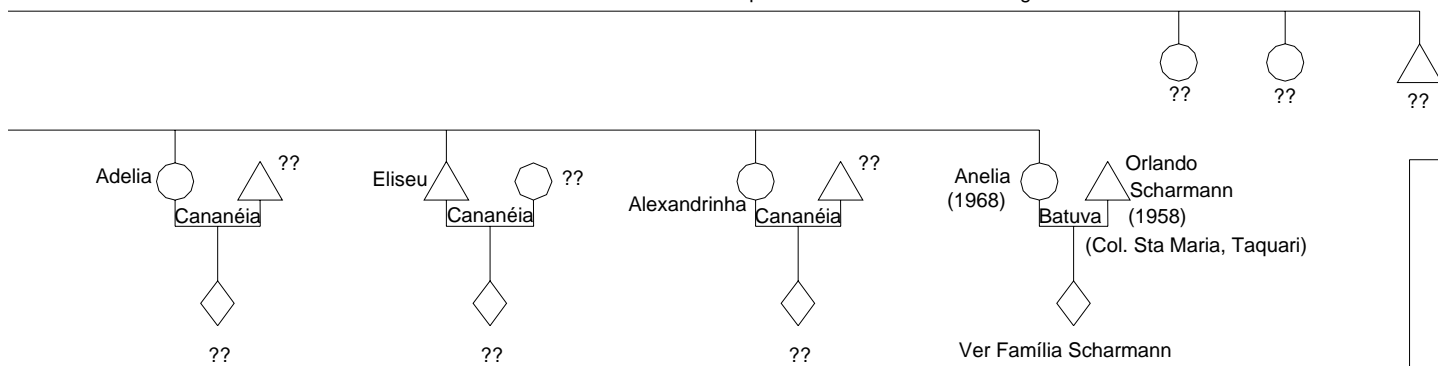 ??
??
??
Adelia
??
Cananéia
??
Eliseu
??
Cananéia
??
Alexandrinha
??
Cananéia
??
Anelia
(1968)
Orlando
Scharmann
(1958)
Batuva
(Col. Sta Maria, Taquari)
Ver Família Scharmann